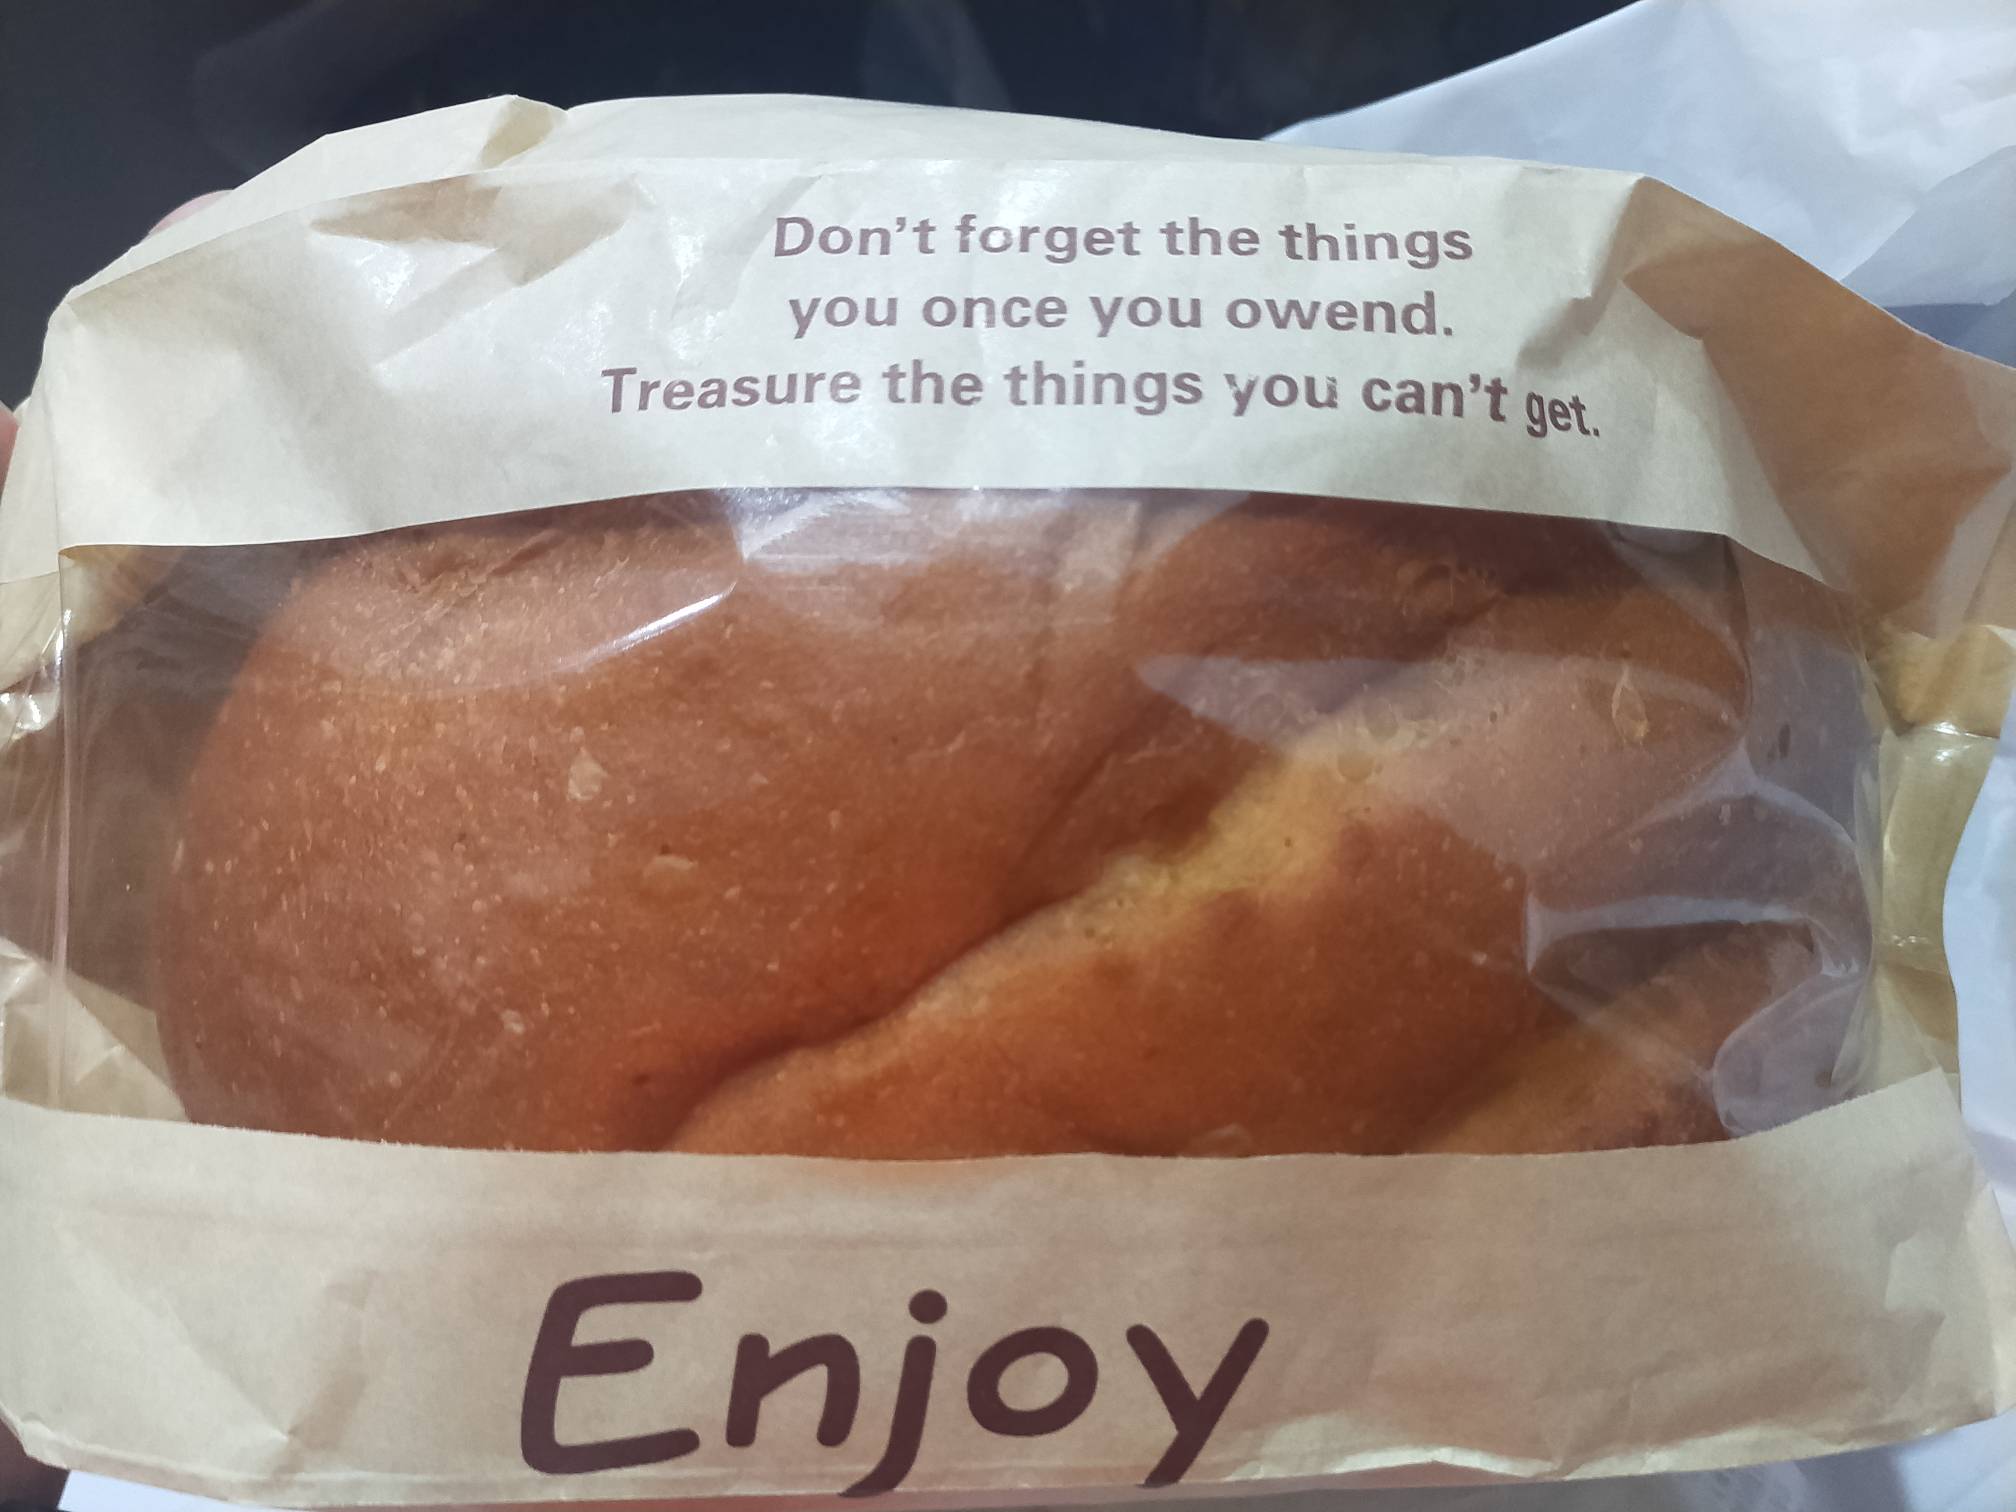 Don't forget the things
you once you owend.
Treasure the things you can't get.
Enjoy